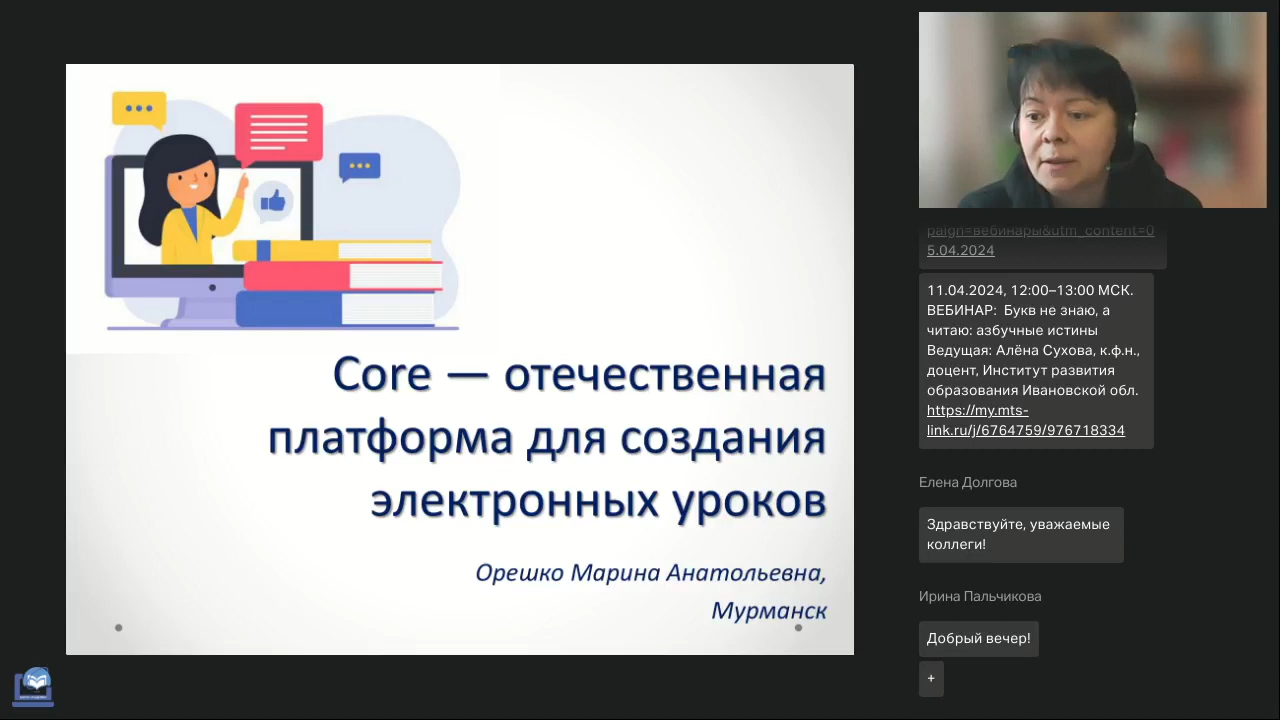 Core — отечественная
платформа для создания
электронных уроков
Орешко Марина Анатольевна,
Мурманск
paign=вебинары&utm_content=0
5.04.2024
11.04.2024, 12:00–13:00 МСК.
ВЕБИНАР:  Букв не знаю, а
читаю: азбучные истины
Ведущая: Алёна Сухова, к.ф.н.,
доцент, Институт развития
образования Ивановской обл.
https://my.mts-
link.ru/j/6764759/976718334
Елена Долгова
Здравствуйте, уважаемые
коллеги!
Ирина Пальчикова
Добрый вечер!
+